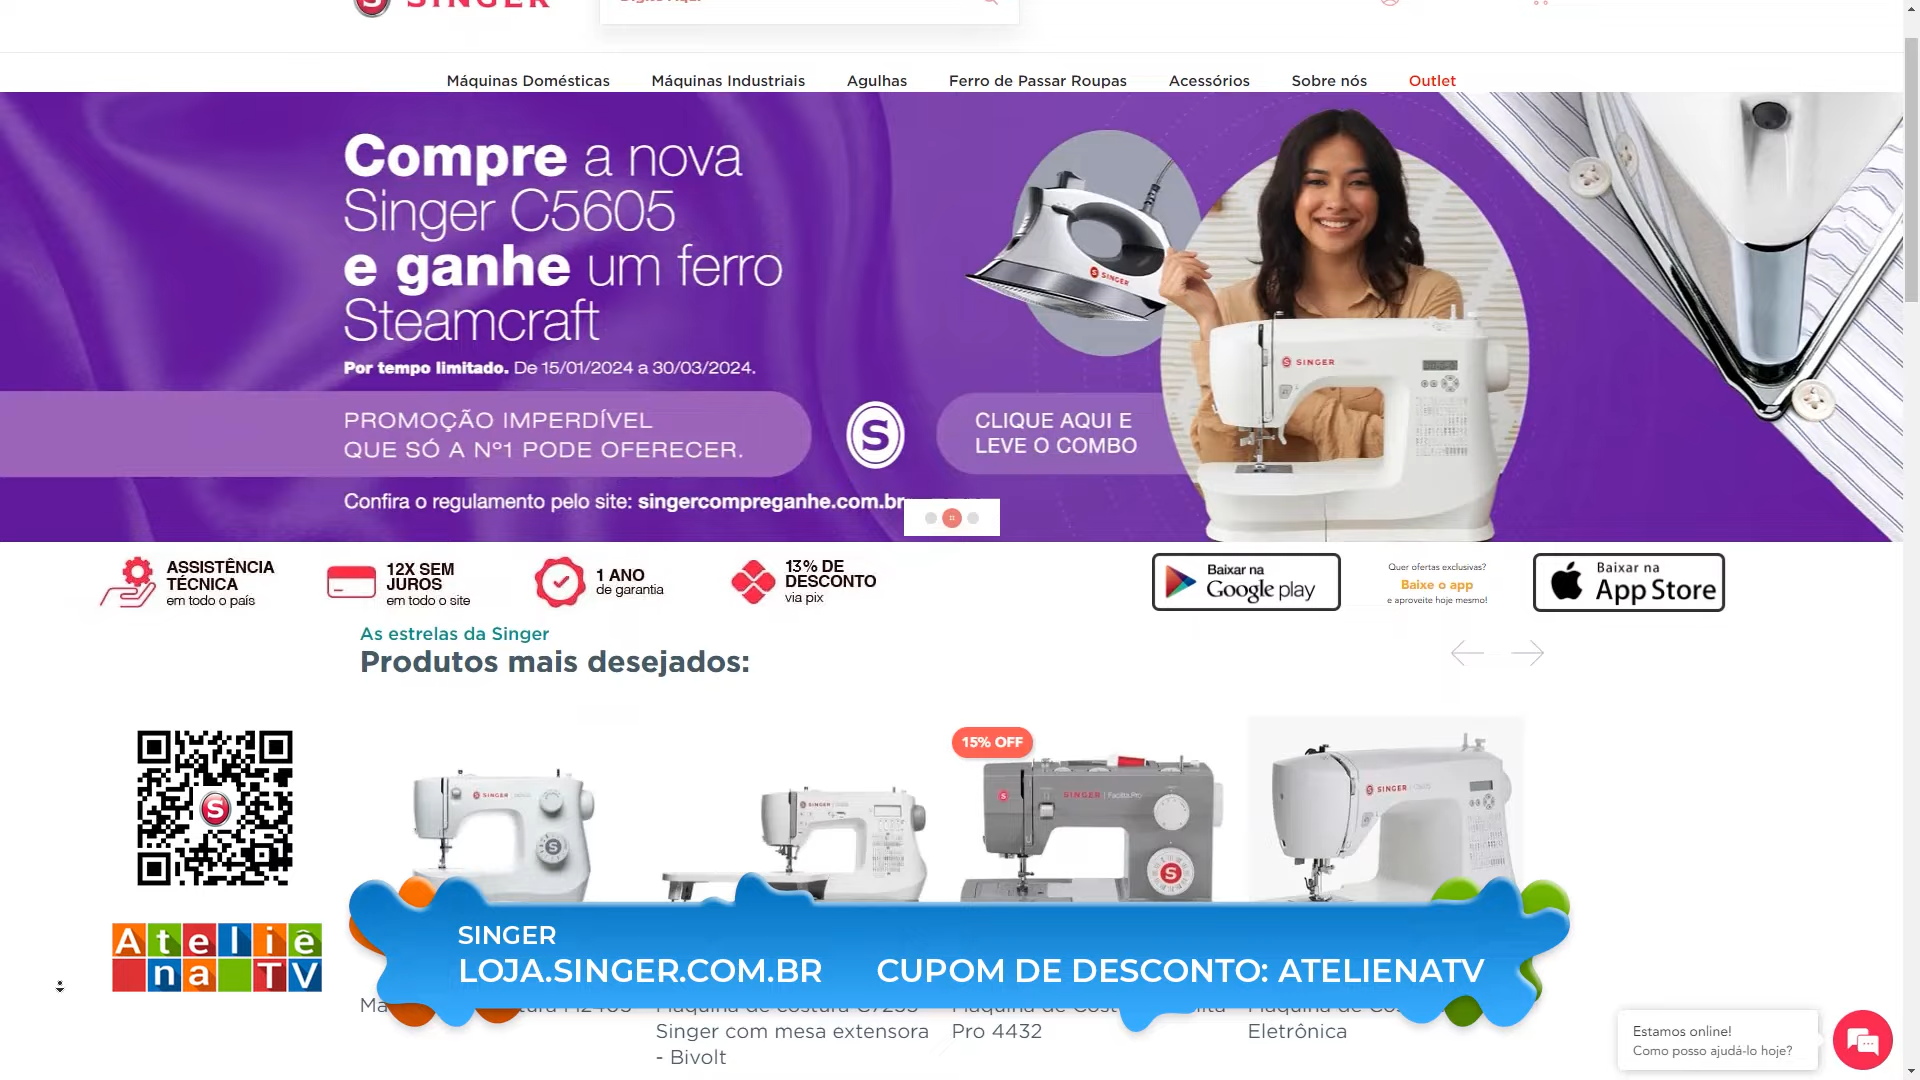 SINGER
Máquinas Domésticas
Máquinas Industriais
Agulhas
Ferro de Passar Roupas
Acessórios
Sobre nós
Outlet
Compre a nova
Singer C5605
e ganhe um ferro
Steamcraft
Por tempo limitado. De 15/01/2024 a 30/03/2024.
PROMOÇÃO IMPERDÍVEL
QUE SÓ A Nº1 PODE OFERECER.
S
CLIQUE AQUI E
LEVE O COMBO
Confira o regulamento pelo site: singercompreganhe.com.br
SINGER
SINGER
ASSISTÊNCIA
TÉCNICA
em todo o país
12X SEM
JUROS
em todo o site
1 ANO
de garantia
13% DE
DESCONTO
via pix
Baixar na
Google play
Quer ofertas exclusivas?
Baixe o app
e aproveite hoje mesmo!
Baixar na
App Store
As estrelas da Singer
Produtos mais desejados:
15% OFF
SINGER
SINGER
SINGER Facilita Pro
SINGER
Ateliê
na TV
SINGER
LOJA.SINGER.COM.BR CUPOM DE DESCONTO: ATELIENATV
Singer com mesa extensora
- Bivolt
Pro 4432
Eletrônica
Estamos online!
Como posso ajudá-lo hoje?